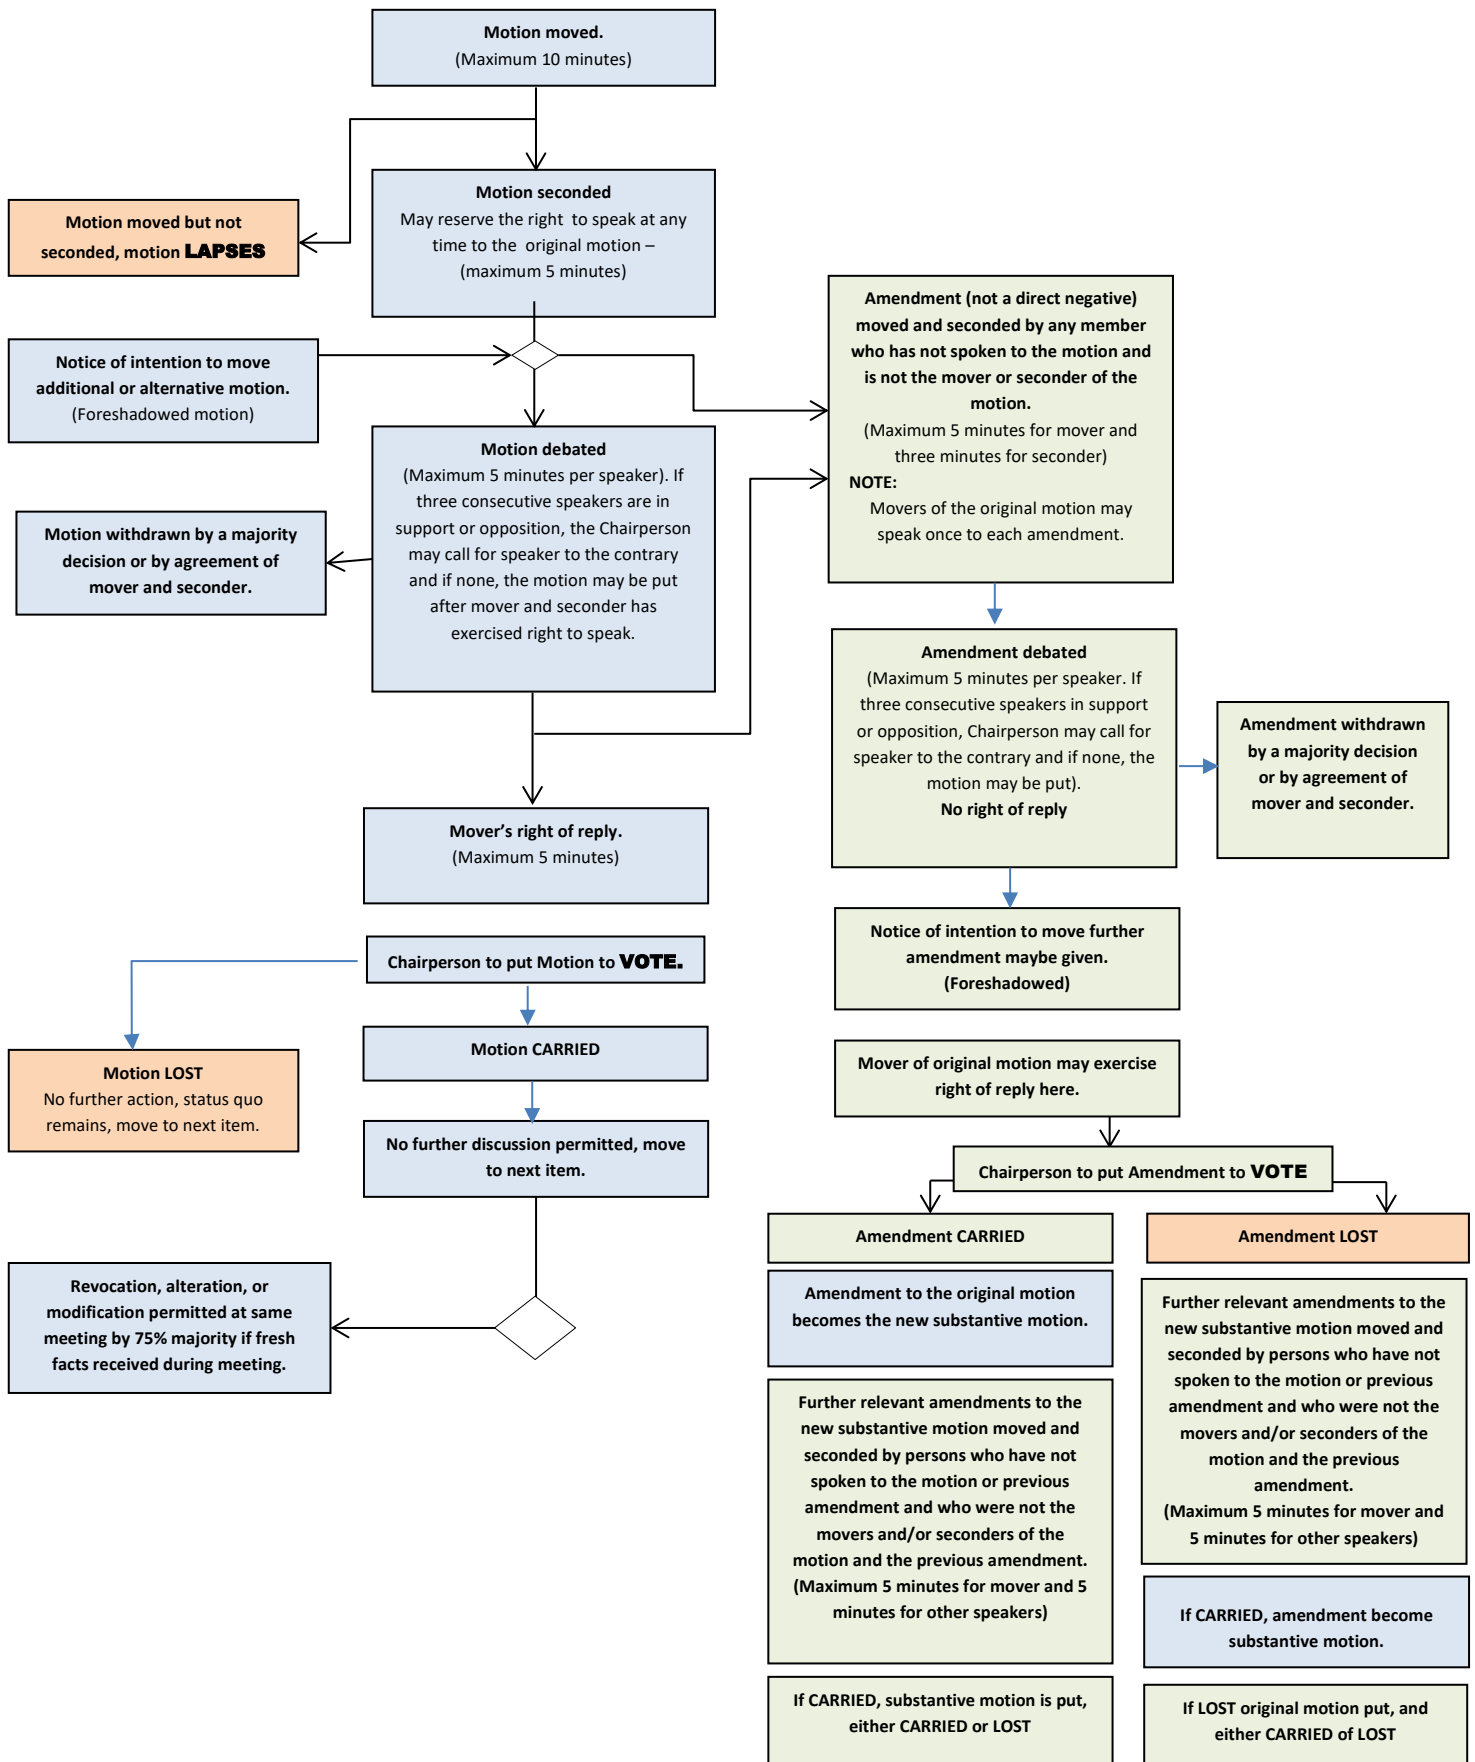 Motion moved.
(Maximum 10 minutes)
Motion seconded
May reserve the right to speak at any
time to the original motion –
(maximum 5 minutes)
Motion moved but not
seconded, motion LAPSES
Notice of intention to move
additional or alternative motion.
(Foreshadowed motion)
Motion debated
(Maximum 5 minutes per speaker). If
three consecutive speakers are in
support or opposition, the Chairperson
may call for speaker to the contrary
and if none, the motion may be put
after mover and seconder has
exercised right to speak.
Motion withdrawn by a majority
decision or by agreement of
mover and seconder.
Mover’s right of reply.
(Maximum 5 minutes)
Chairperson to put Motion to VOTE.
Motion CARRIED
Motion LOST
No further action, status quo
remains, move to next item.
No further discussion permitted, move
to next item.
Revocation, alteration, or
modification permitted at same
meeting by 75% majority if fresh
facts received during meeting.
Amendment (not a direct negative)
moved and seconded by any member
who has not spoken to the motion and
is not the mover or seconder of the
motion.
(Maximum 5 minutes for mover and
three minutes for seconder)
NOTE:
Movers of the original motion may
speak once to each amendment.
Amendment debated
(Maximum 5 minutes per speaker. If
three consecutive speakers in support
or opposition, Chairperson may call for
speaker to the contrary and if none, the
motion may be put).
No right of reply
Amendment withdrawn
by a majority decision
or by agreement of
mover and seconder.
Notice of intention to move further
amendment maybe given.
(Foreshadowed)
Mover of original motion may exercise
right of reply here.
Chairperson to put Amendment to VOTE
Amendment CARRIED
Amendment to the original motion
becomes the new substantive motion.
Further relevant amendments to the
new substantive motion moved and
seconded by persons who have not
spoken to the motion or previous
amendment and who were not the
movers and/or seconders of the
motion and the previous amendment.
(Maximum 5 minutes for mover and 5
minutes for other speakers)
If CARRIED, substantive motion is put,
either CARRIED or LOST
Amendment LOST
Further relevant amendments to the
new substantive motion moved and
seconded by persons who have not
spoken to the motion or previous
amendment and who were not the
movers and/or seconders of the
motion and the previous
amendment.
(Maximum 5 minutes for mover and
5 minutes for other speakers)
If CARRIED, amendment become
substantive motion.
If LOST original motion put, and
either CARRIED of LOST